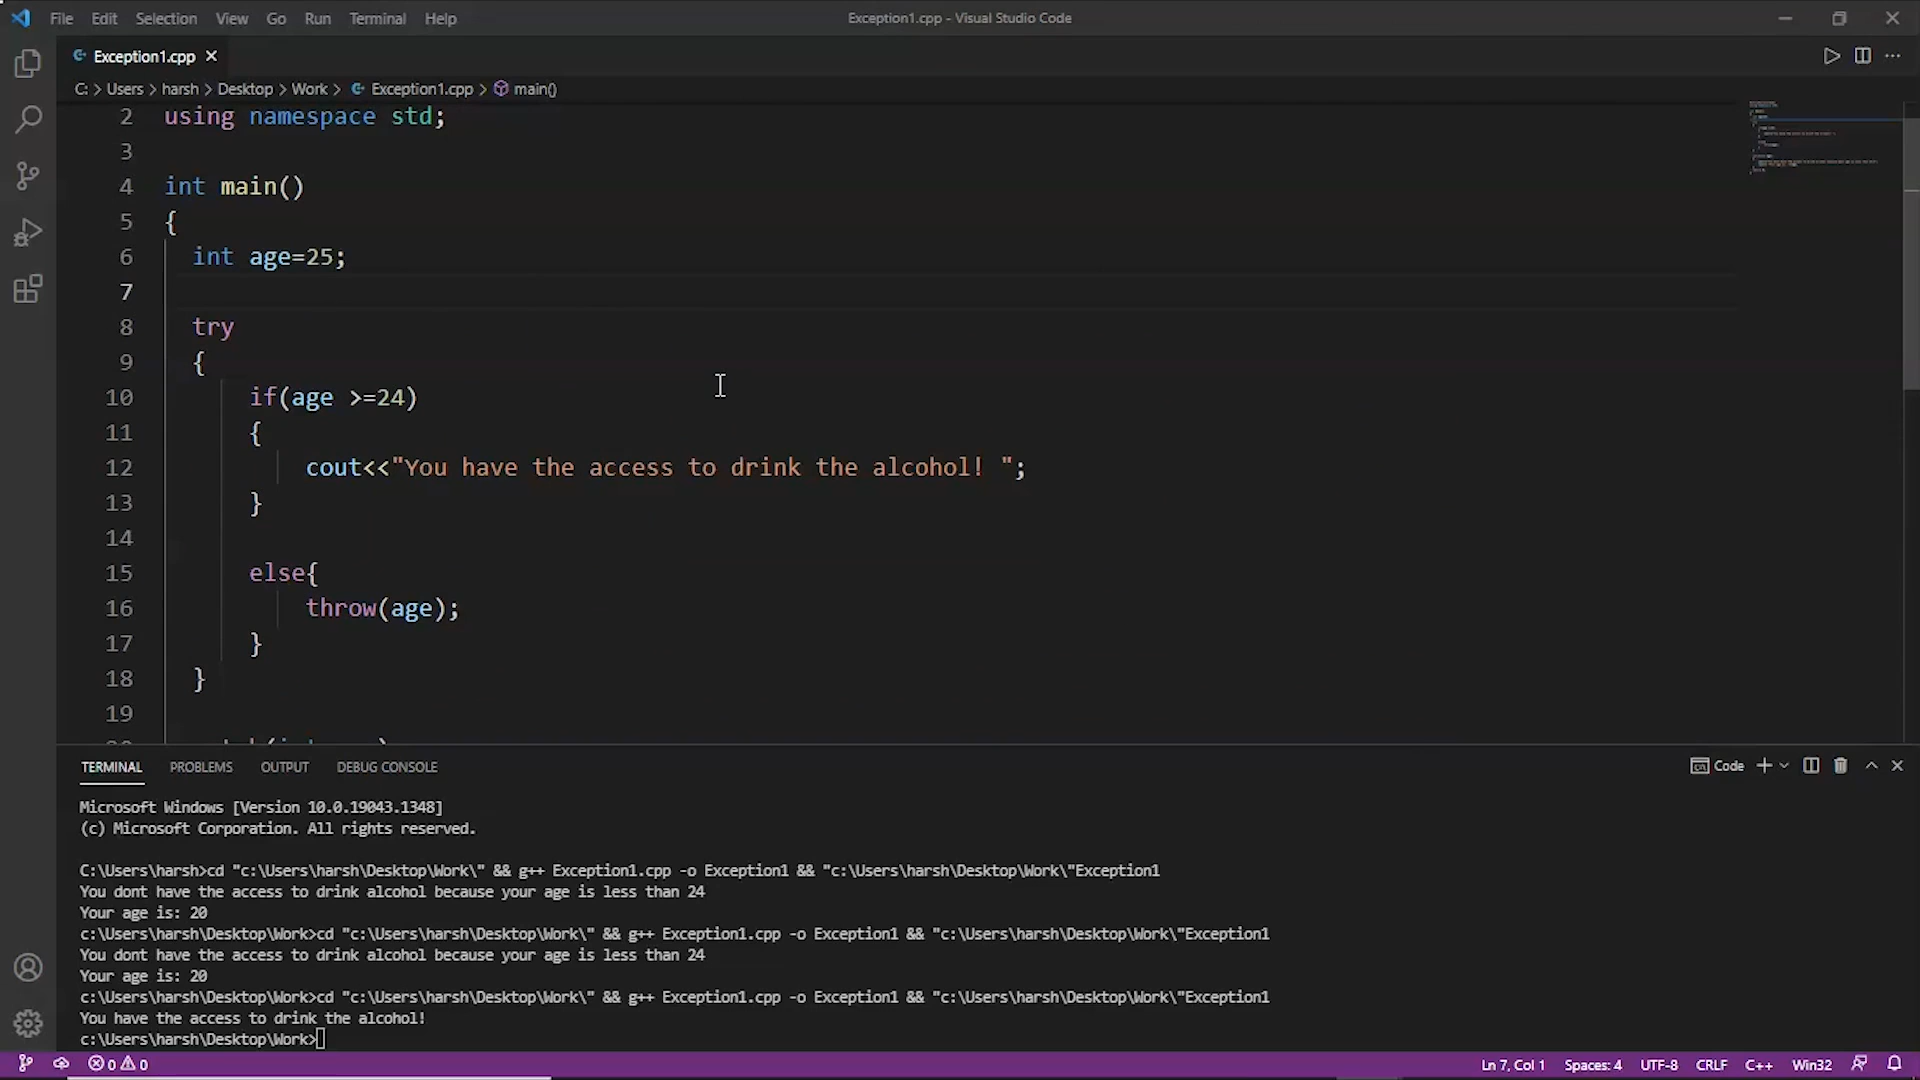 File Edit Selection View Go Run Terminal Help
Exception1.cpp - Visual Studio Code
Exception1.cpp
C: > Users > harsh > Desktop > Work > Exception1.cpp > main()
2 using namespace std;
3
4 int main()
5 {
6 int age=25;
7
8 try
9 {
10 if(age >=24)
11 {
12 cout<<"You have the access to drink the alcohol! ";
13 }
14
15 else{
16 throw(age);
17 }
18 }
19
TERMINAL PROBLEMS OUTPUT DEBUG CONSOLE
Code
Microsoft Windows [Version 10.0.19043.1348]
(c) Microsoft Corporation. All rights reserved.
C:\Users\harsh>cd "c:\Users\harsh\Desktop\Work\" && g++ Exception1.cpp -o Exception1 && "c:\Users\harsh\Desktop\Work\"Exception1
You dont have the access to drink alcohol because your age is less than 24
Your age is: 20
c:\Users\harsh\Desktop\Work>cd "c:\Users\harsh\Desktop\Work\" && g++ Exception1.cpp -o Exception1 && "c:\Users\harsh\Desktop\Work\"Exception1
You dont have the access to drink alcohol because your age is less than 24
Your age is: 20
c:\Users\harsh\Desktop\Work>cd "c:\Users\harsh\Desktop\Work\" && g++ Exception1.cpp -o Exception1 && "c:\Users\harsh\Desktop\Work\"Exception1
You have the access to drink the alcohol!
c:\Users\harsh\Desktop\Work>
0 0
Ln 7, Col 1 Spaces: 4 UTF-8 CRLF C++ Win32